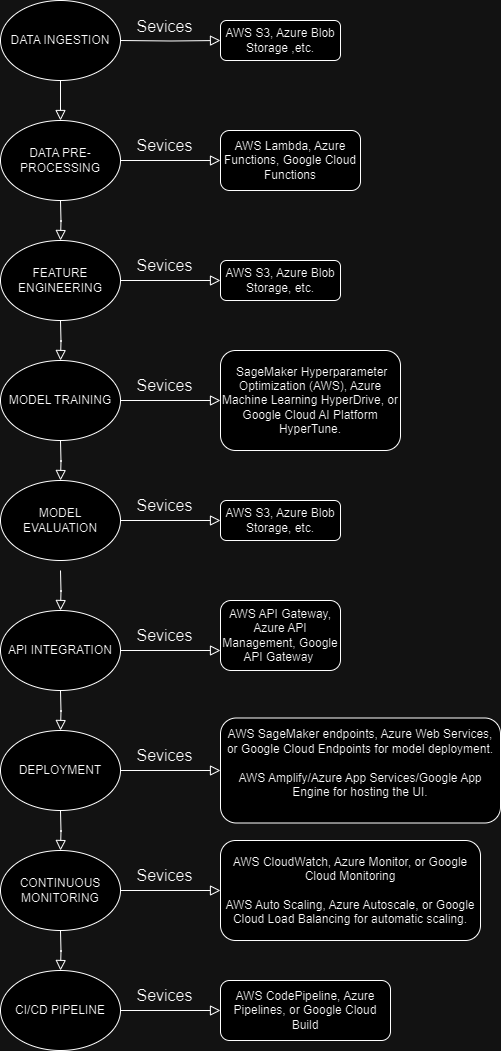 DATA INGESTION
Sevices
AWS S3, Azure Blob
Storage ,etc.
DATA PRE-
PROCESSING
Sevices
AWS Lambda, Azure
Functions, Google Cloud
Functions
FEATURE
ENGINEERING
Sevices
AWS S3, Azure Blob
Storage, etc.
MODEL TRAINING
Sevices
SageMaker Hyperparameter
Optimization (AWS), Azure
Machine Learning HyperDrive, or
Google Cloud AI Platform
HyperTune.
MODEL
EVALUATION
Sevices
AWS S3, Azure Blob
Storage, etc.
API INTEGRATION
Sevices
AWS API Gateway,
Azure API
Management, Google
API Gateway
DEPLOYMENT
Sevices
AWS SageMaker endpoints, Azure Web Services,
or Google Cloud Endpoints for model deployment.
AWS Amplify/Azure App Services/Google App
Engine for hosting the UI.
CONTINUOUS
MONITORING
Sevices
AWS CloudWatch, Azure Monitor, or Google
Cloud Monitoring
AWS Auto Scaling, Azure Autoscale, or Google
Cloud Load Balancing for automatic scaling.
CI/CD PIPELINE
Sevices
AWS CodePipeline, Azure
Pipelines, or Google Cloud
Build